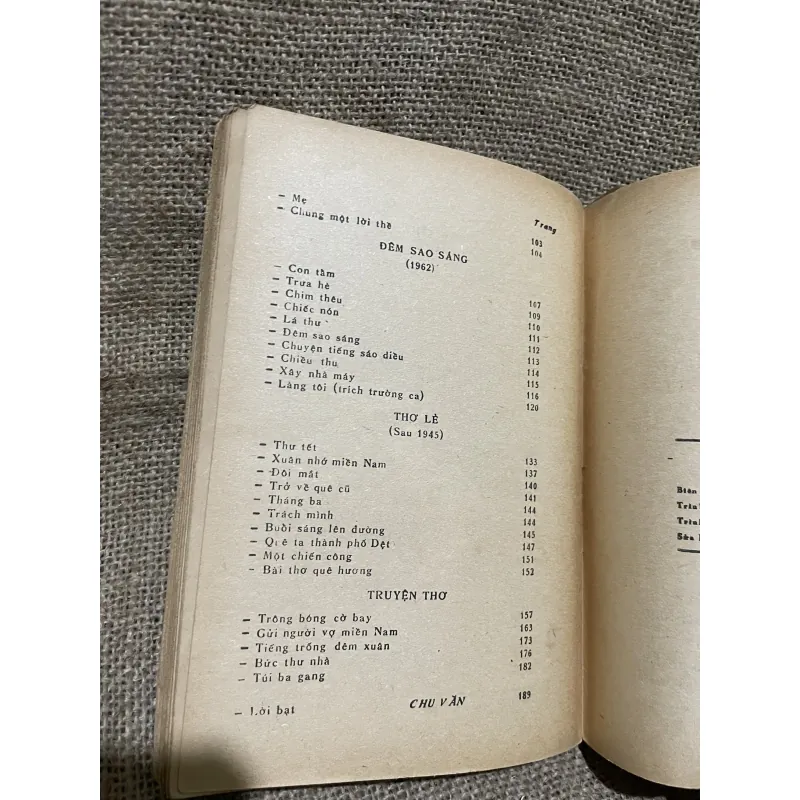 Trang
- Mẹ 103
- Chung một lời thề 104
ĐÊM SAO SÁNG
(1962)
- Con tằm 107
- Trưa hè 109
- Chim thêu 110
- Chiếc nón 111
- Lá thư 112
- Đêm sao sáng 113
- Chuyện tiếng sáo diều 114
- Chiều thu 115
- Xây nhà máy 116
- Làng tôi (trích trường ca) 120
THƠ LẺ
(Sau 1945)
- Thư tết 133
- Xuân nhớ miền Nam 137
- Đôi mắt 140
- Trở về quê cũ 141
- Tháng ba 144
- Trách mình 144
- Buổi sáng lên đường 145
- Quê ta thành phố Dệt 147
- Một chiến công 151
- Bài thơ quê hương 152
TRUYỆN THƠ
- Trông bóng cờ bay 157
- Gửi người vợ miền Nam 163
- Tiếng trống đêm xuân 173
- Bức thư nhà 176
- Túi ba gang 182
- Lời bạt CHU VĂN 189
Biên
Trìn
Trìn
Sửa